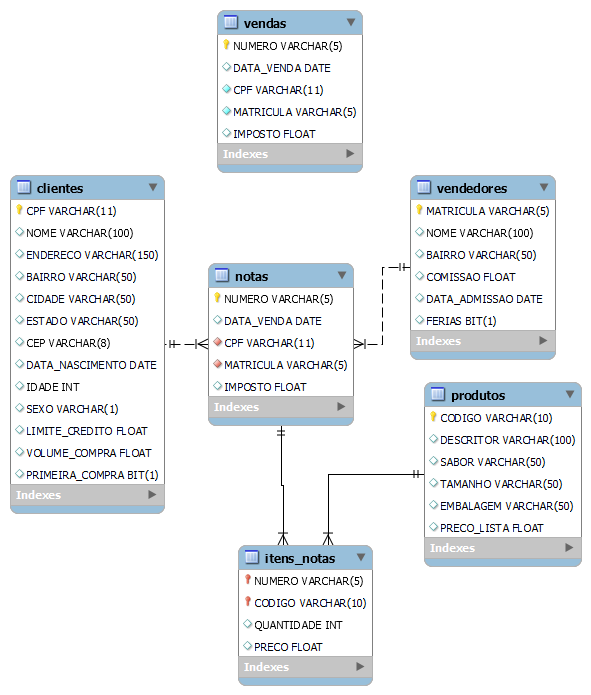 vendas
NUMERO VARCHAR(5)
DATA_VENDA DATE
CPF VARCHAR(11)
MATRICULA VARCHAR(5)
IMPOSTO FLOAT
Indexes
clientes
CPF VARCHAR(11)
NOME VARCHAR(100)
ENDERECO VARCHAR(150)
BAIRRO VARCHAR(50)
CIDADE VARCHAR(50)
ESTADO VARCHAR(50)
CEP VARCHAR(8)
DATA_NASCIMENTO DATE
IDADE INT
SEXO VARCHAR(1)
LIMITE_CREDITO FLOAT
VOLUME_COMPRA FLOAT
PRIMEIRA_COMPRA BIT(1)
Indexes
notas
NUMERO VARCHAR(5)
DATA_VENDA DATE
CPF VARCHAR(11)
MATRICULA VARCHAR(5)
IMPOSTO FLOAT
Indexes
vendedores
MATRICULA VARCHAR(5)
NOME VARCHAR(100)
BAIRRO VARCHAR(50)
COMISSAO FLOAT
DATA_ADMISSAO DATE
FERIAS BIT(1)
Indexes
produtos
CODIGO VARCHAR(10)
DESCRITOR VARCHAR(100)
SABOR VARCHAR(50)
TAMANHO VARCHAR(50)
EMBALAGEM VARCHAR(50)
PRECO_LISTA FLOAT
Indexes
itens_notas
NUMERO VARCHAR(5)
CODIGO VARCHAR(10)
QUANTIDADE INT
PRECO FLOAT
Indexes